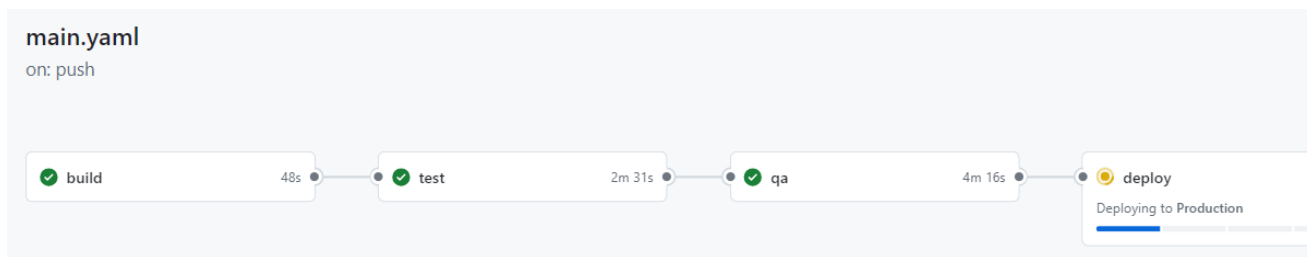 main.yaml
on: push
build 48s
test 2m 31s
qa 4m 16s
deploy
Deploying to Production